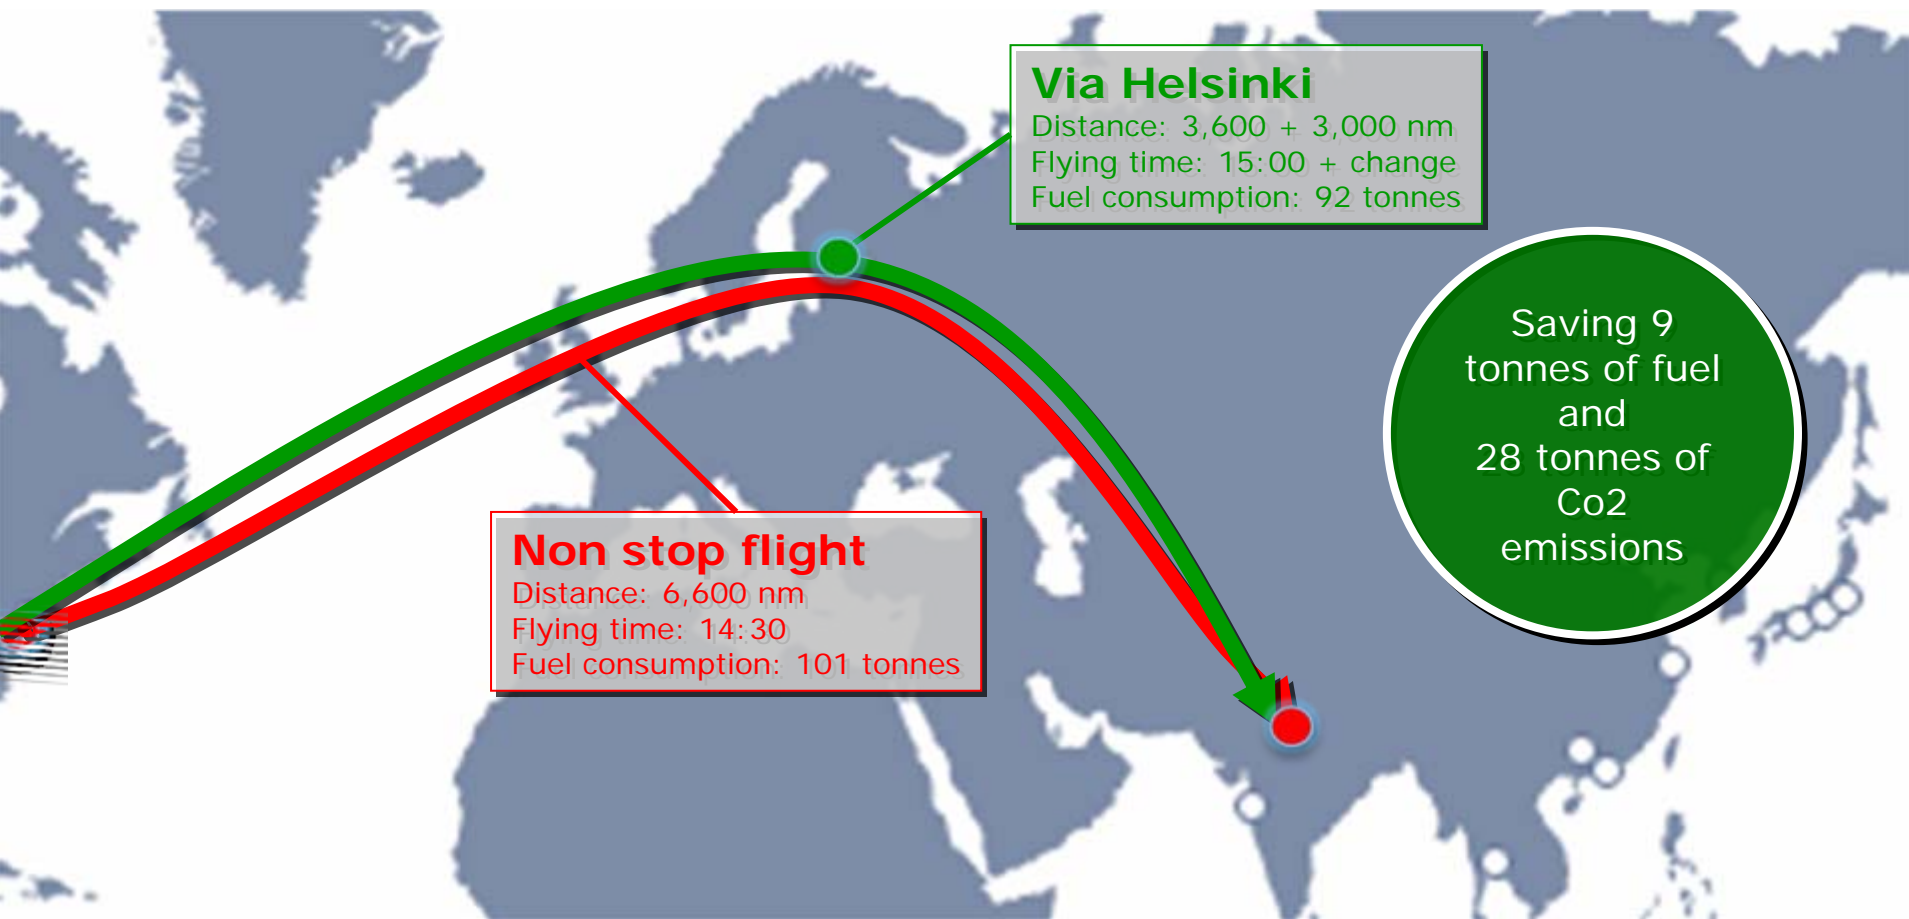 Via Helsinki
Distance: 3,600 + 3,000 nm
Flying time: 15:00 + change
Fuel consumption: 92 tonnes
Saving 9
tonnes of fuel
and
28 tonnes of
Co2
emissions
Non stop flight
Distance: 6,600 nm
Flying time: 14:30
Fuel consumption: 101 tonnes